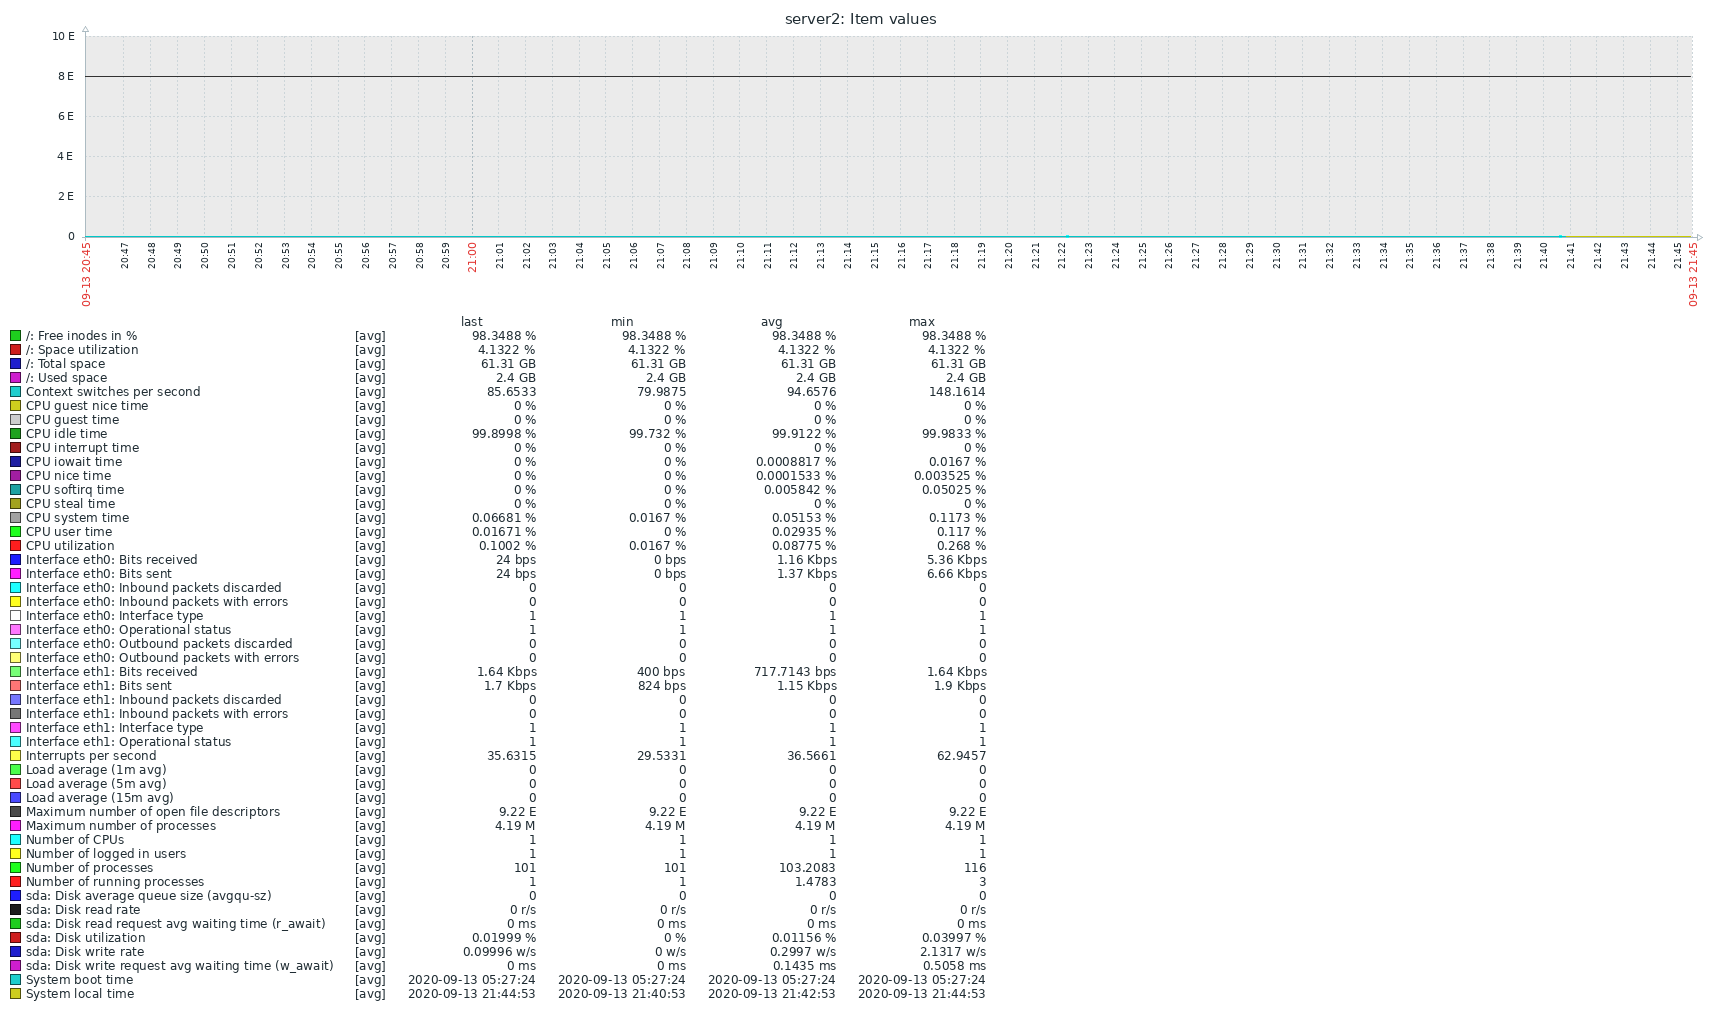 server2: Item values
10 E
8 E
6 E
4 E
2 E
0
09-13 20:45 20:47 20:48 20:49 20:50 20:51 20:52 20:53 20:54 20:55 20:56 20:57 20:58 20:59 21:00 21:01 21:02 21:03 21:04 21:05 21:06 21:07 21:08 21:09 21:10 21:11 21:12 21:13 21:14 21:15 21:16 21:17 21:18 21:19 21:20 21:21 21:22 21:23 21:24 21:25 21:26 21:27 21:28 21:29 21:30 21:31 21:32 21:33 21:34 21:35 21:36 21:37 21:38 21:39 21:40 21:41 21:42 21:43 21:44 21:45 09-13 21:45
last min avg max
/: Free inodes in % [avg] 98.3488 % 98.3488 % 98.3488 % 98.3488 %
/: Space utilization [avg] 4.1322 % 4.1322 % 4.1322 % 4.1322 %
/: Total space [avg] 61.31 GB 61.31 GB 61.31 GB 61.31 GB
/: Used space [avg] 2.4 GB 2.4 GB 2.4 GB 2.4 GB
Context switches per second [avg] 85.6533 79.9875 94.6576 148.1614
CPU guest nice time [avg] 0 % 0 % 0 % 0 %
CPU guest time [avg] 0 % 0 % 0 % 0 %
CPU idle time [avg] 99.8998 % 99.732 % 99.9122 % 99.9833 %
CPU interrupt time [avg] 0 % 0 % 0 % 0 %
CPU iowait time [avg] 0 % 0 % 0.0008817 % 0.0167 %
CPU nice time [avg] 0 % 0 % 0.0001533 % 0.003525 %
CPU softirq time [avg] 0 % 0 % 0.005842 % 0.05025 %
CPU steal time [avg] 0 % 0 % 0 % 0 %
CPU system time [avg] 0.06681 % 0.0167 % 0.05153 % 0.1173 %
CPU user time [avg] 0.01671 % 0 % 0.02935 % 0.117 %
CPU utilization [avg] 0.1002 % 0.0167 % 0.08775 % 0.268 %
Interface eth0: Bits received [avg] 24 bps 0 bps 1.16 Kbps 5.36 Kbps
Interface eth0: Bits sent [avg] 24 bps 0 bps 1.37 Kbps 6.66 Kbps
Interface eth0: Inbound packets discarded [avg] 0 0 0 0
Interface eth0: Inbound packets with errors [avg] 0 0 0 0
Interface eth0: Interface type [avg] 1 1 1 1
Interface eth0: Operational status [avg] 1 1 1 1
Interface eth0: Outbound packets discarded [avg] 0 0 0 0
Interface eth0: Outbound packets with errors [avg] 0 0 0 0
Interface eth1: Bits received [avg] 1.64 Kbps 400 bps 717.7143 bps 1.64 Kbps
Interface eth1: Bits sent [avg] 1.7 Kbps 824 bps 1.15 Kbps 1.9 Kbps
Interface eth1: Inbound packets discarded [avg] 0 0 0 0
Interface eth1: Inbound packets with errors [avg] 0 0 0 0
Interface eth1: Interface type [avg] 1 1 1 1
Interface eth1: Operational status [avg] 1 1 1 1
Interrupts per second [avg] 35.6315 29.5331 36.5661 62.9457
Load average (1m avg) [avg] 0 0 0 0
Load average (5m avg) [avg] 0 0 0 0
Load average (15m avg) [avg] 0 0 0 0
Maximum number of open file descriptors [avg] 9.22 E 9.22 E 9.22 E 9.22 E
Maximum number of processes [avg] 4.19 M 4.19 M 4.19 M 4.19 M
Number of CPUs [avg] 1 1 1 1
Number of logged in users [avg] 1 1 1 1
Number of processes [avg] 101 101 103.2083 116
Number of running processes [avg] 1 1 1.4783 3
sda: Disk average queue size (avgqu-sz) [avg] 0 0 0 0
sda: Disk read rate [avg] 0 r/s 0 r/s 0 r/s 0 r/s
sda: Disk read request avg waiting time (r_await) [avg] 0 ms 0 ms 0 ms 0 ms
sda: Disk utilization [avg] 0.01999 % 0 % 0.01156 % 0.03997 %
sda: Disk write rate [avg] 0.09996 w/s 0 w/s 0.2997 w/s 2.1317 w/s
sda: Disk write request avg waiting time (w_await) [avg] 0 ms 0 ms 0.1435 ms 0.5058 ms
System boot time [avg] 2020-09-13 05:27:24 2020-09-13 05:27:24 2020-09-13 05:27:24 2020-09-13 05:27:24
System local time [avg] 2020-09-13 21:44:53 2020-09-13 21:40:53 2020-09-13 21:42:53 2020-09-13 21:44:53